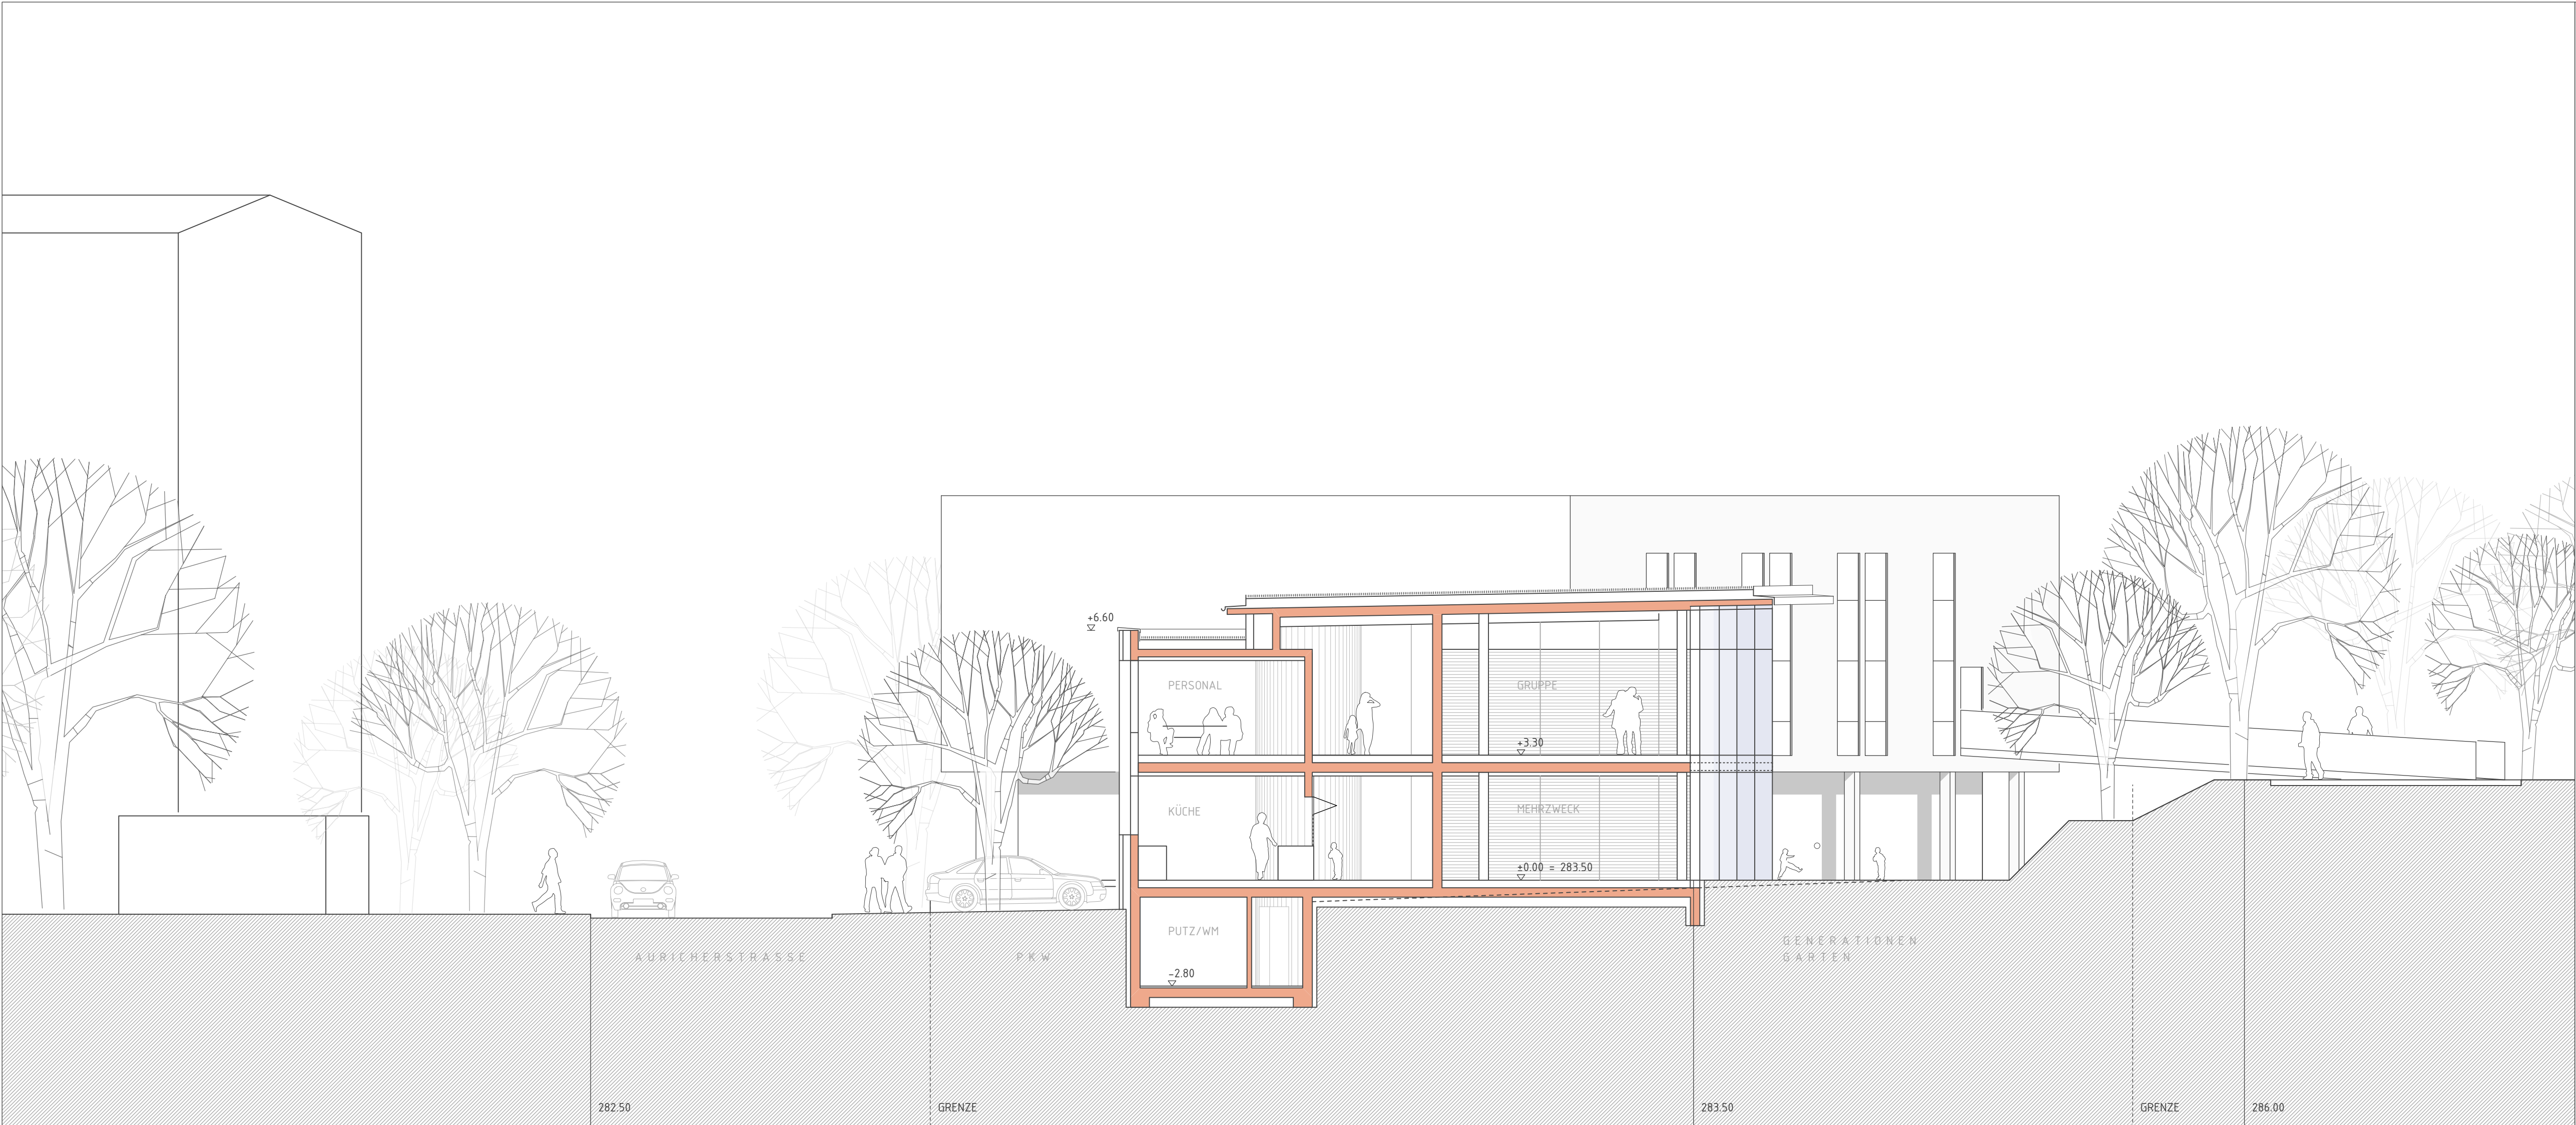 +6.60
PERSONAL
GRUPPE
+3.30
KÜCHE
MEHRZWECK
±0.00 = 283.50
PUTZ/WM
-2.80
AURICHERSTRASSE
PKW
GENERATIONEN
GARTEN
282.50
GRENZE
283.50
GRENZE
286.00